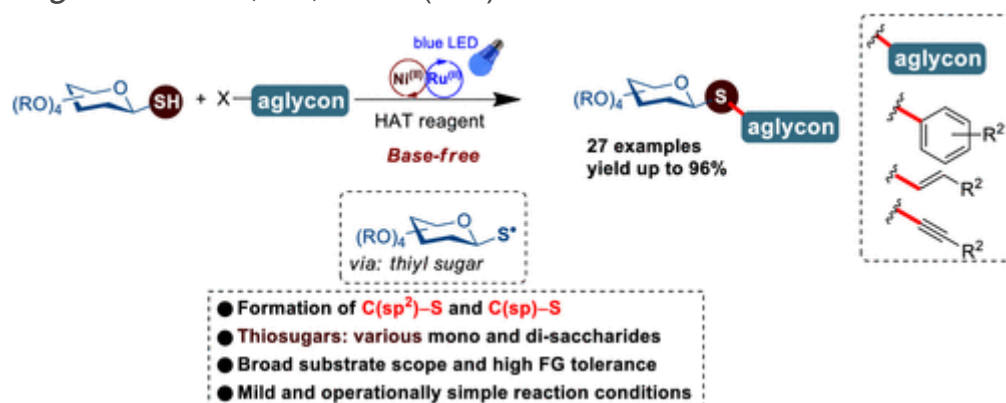 blue LED
(RO)4 O SH + X aglycon
Ni(II) Ru(II)
HAT reagent
Base-free
(RO)4 O S aglycon
27 examples
yield up to 96%
aglycon
R2
R2
R2
(RO)4 O S•
via: thiyl sugar
● Formation of C(sp2)–S and C(sp)–S
● Thiosugars: various mono and di-saccharides
● Broad substrate scope and high FG tolerance
● Mild and operationally simple reaction conditions